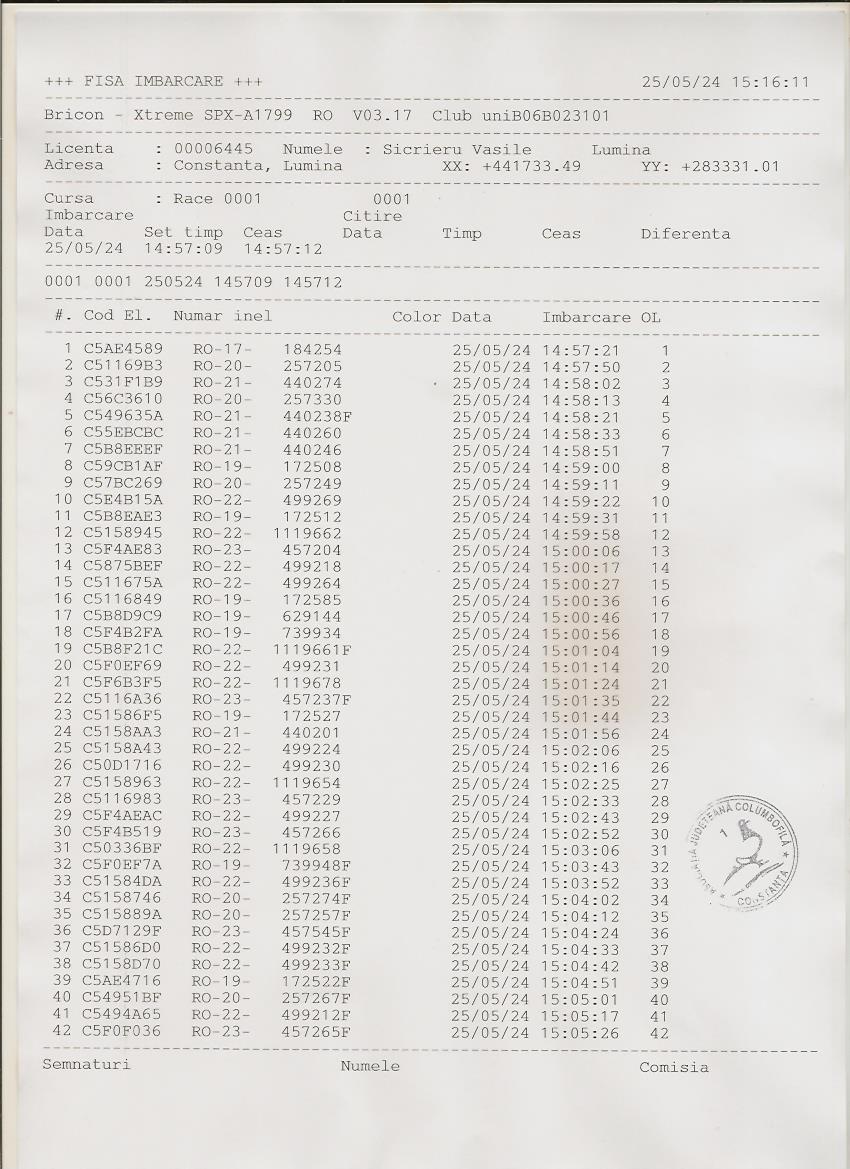 +++ FISA IMBARCARE +++ 25/05/24 15:16:11
Bricon - Xtreme SPX-A1799 RO V03.17 Club uniB06B023101
Licenta : 00006445 Numele : Sicrieru Vasile Lumina
Adresa : Constanta, Lumina XX: +441733.49 YY: +283331.01
Cursa : Race 0001 0001
Imbarcare Citire
Data Set timp Ceas Data Timp Ceas Diferenta
25/05/24 14:57:09 14:57:12
0001 0001 250524 145709 145712
#. Cod El. Numar inel Color Data Imbarcare OL
1 C5AE4589 RO-17- 184254 25/05/24 14:57:21 1
2 C51169B3 RO-20- 257205 25/05/24 14:57:50 2
3 C531F1B9 RO-21- 440274 25/05/24 14:58:02 3
4 C56C3610 RO-20- 257330 25/05/24 14:58:13 4
5 C549635A RO-21- 440238F 25/05/24 14:58:21 5
6 C55EBCBC RO-21- 440260 25/05/24 14:58:33 6
7 C5B8EEEF RO-21- 440246 25/05/24 14:58:51 7
8 C59CB1AF RO-19- 172508 25/05/24 14:59:00 8
9 C57BC269 RO-20- 257249 25/05/24 14:59:11 9
10 C5E4B15A RO-22- 499269 25/05/24 14:59:22 10
11 C5B8EAE3 RO-19- 172512 25/05/24 14:59:31 11
12 C5158945 RO-22- 1119662 25/05/24 14:59:58 12
13 C5F4AE83 RO-23- 457204 25/05/24 15:00:06 13
14 C5875BEF RO-22- 499218 25/05/24 15:00:17 14
15 C511675A RO-22- 499264 25/05/24 15:00:27 15
16 C5116849 RO-19- 172585 25/05/24 15:00:36 16
17 C5B8D9C9 RO-19- 629144 25/05/24 15:00:46 17
18 C5F4B2FA RO-19- 739934 25/05/24 15:00:56 18
19 C5B8F21C RO-22- 1119661F 25/05/24 15:01:04 19
20 C5F0EF69 RO-22- 499231 25/05/24 15:01:14 20
21 C5F6B3F5 RO-22- 1119678 25/05/24 15:01:24 21
22 C5116A36 RO-23- 457237F 25/05/24 15:01:35 22
23 C51586F5 RO-19- 172527 25/05/24 15:01:44 23
24 C5158AA3 RO-21- 440201 25/05/24 15:01:56 24
25 C5158A43 RO-22- 499224 25/05/24 15:02:06 25
26 C50D1716 RO-22- 499230 25/05/24 15:02:16 26
27 C5158963 RO-22- 1119654 25/05/24 15:02:25 27
28 C5116983 RO-23- 457229 25/05/24 15:02:33 28
29 C5F4AEAC RO-22- 499227 25/05/24 15:02:43 29
30 C5F4B519 RO-23- 457266 25/05/24 15:02:52 30
31 C50336BF RO-22- 1119658 25/05/24 15:03:06 31
32 C5F0EF7A RO-19- 739948F 25/05/24 15:03:43 32
33 C51584DA RO-22- 499236F 25/05/24 15:03:52 33
34 C5158746 RO-20- 257274F 25/05/24 15:04:02 34
35 C515889A RO-20- 257257F 25/05/24 15:04:12 35
36 C5D7129F RO-23- 457545F 25/05/24 15:04:24 36
37 C51586D0 RO-22- 499232F 25/05/24 15:04:33 37
38 C5158D70 RO-22- 499233F 25/05/24 15:04:42 38
39 C5AE4716 RO-19- 172522F 25/05/24 15:04:51 39
40 C54951BF RO-20- 257267F 25/05/24 15:05:01 40
41 C5494A65 RO-22- 499212F 25/05/24 15:05:17 41
42 C5F0F036 RO-23- 457265F 25/05/24 15:05:26 42
JUDETEANA COLUMBOFILA
1
CONSTANTA
Semnaturi Numele Comisia